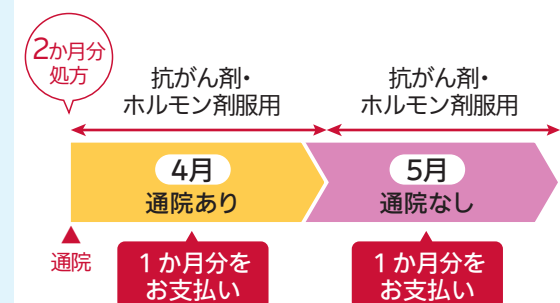 2か月分
処方
抗がん剤・
ホルモン剤服用
抗がん剤・
ホルモン剤服用
4月
通院あり
5月
通院なし
通院
1か月分を
お支払い
1か月分を
お支払い